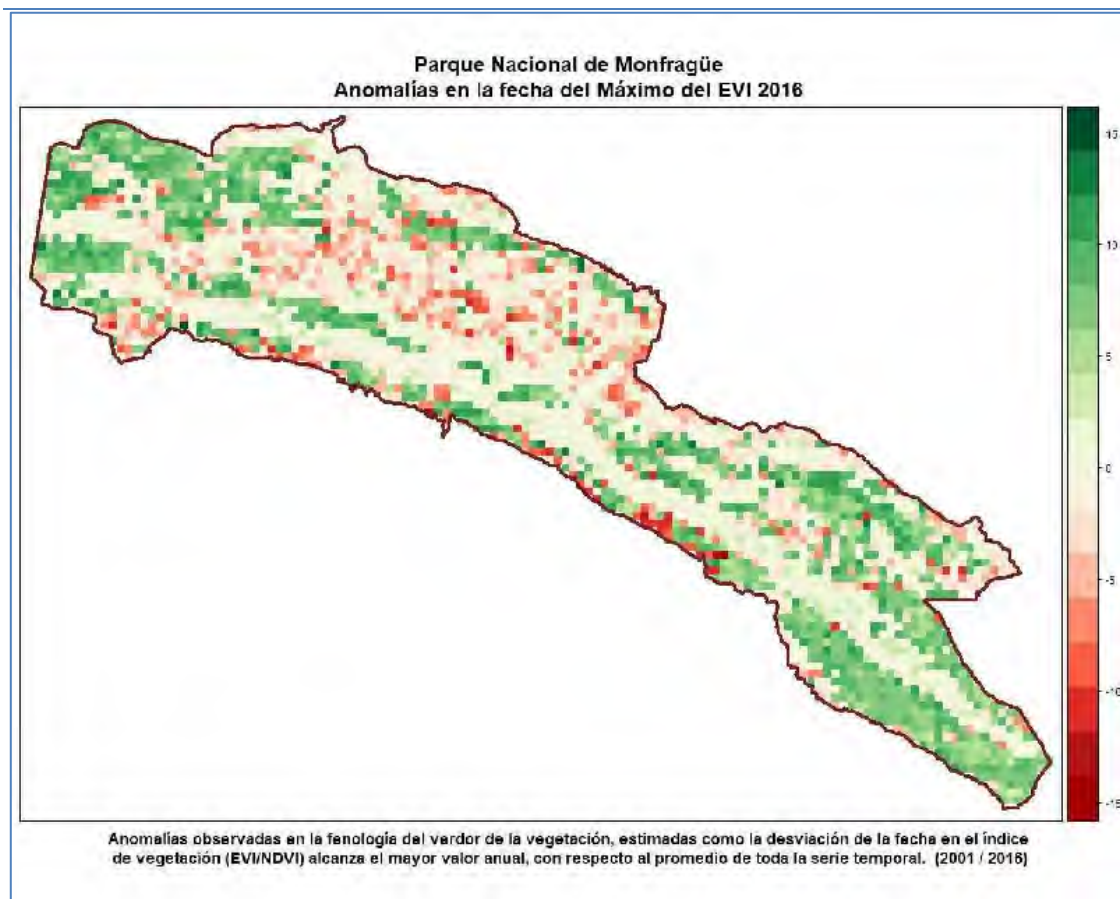 Parque Nacional de Monfragüe
Anomalías en la fecha del Máximo del EVI 2016
15
10
5
0
-5
-10
-15
Anomalías observadas en la fenología del verdor de la vegetación, estimadas como la desviación de la fecha en el índice
de vegetación (EVI/NDVI) alcanza el mayor valor anual, con respecto al promedio de toda la serie temporal. (2001 / 2016)